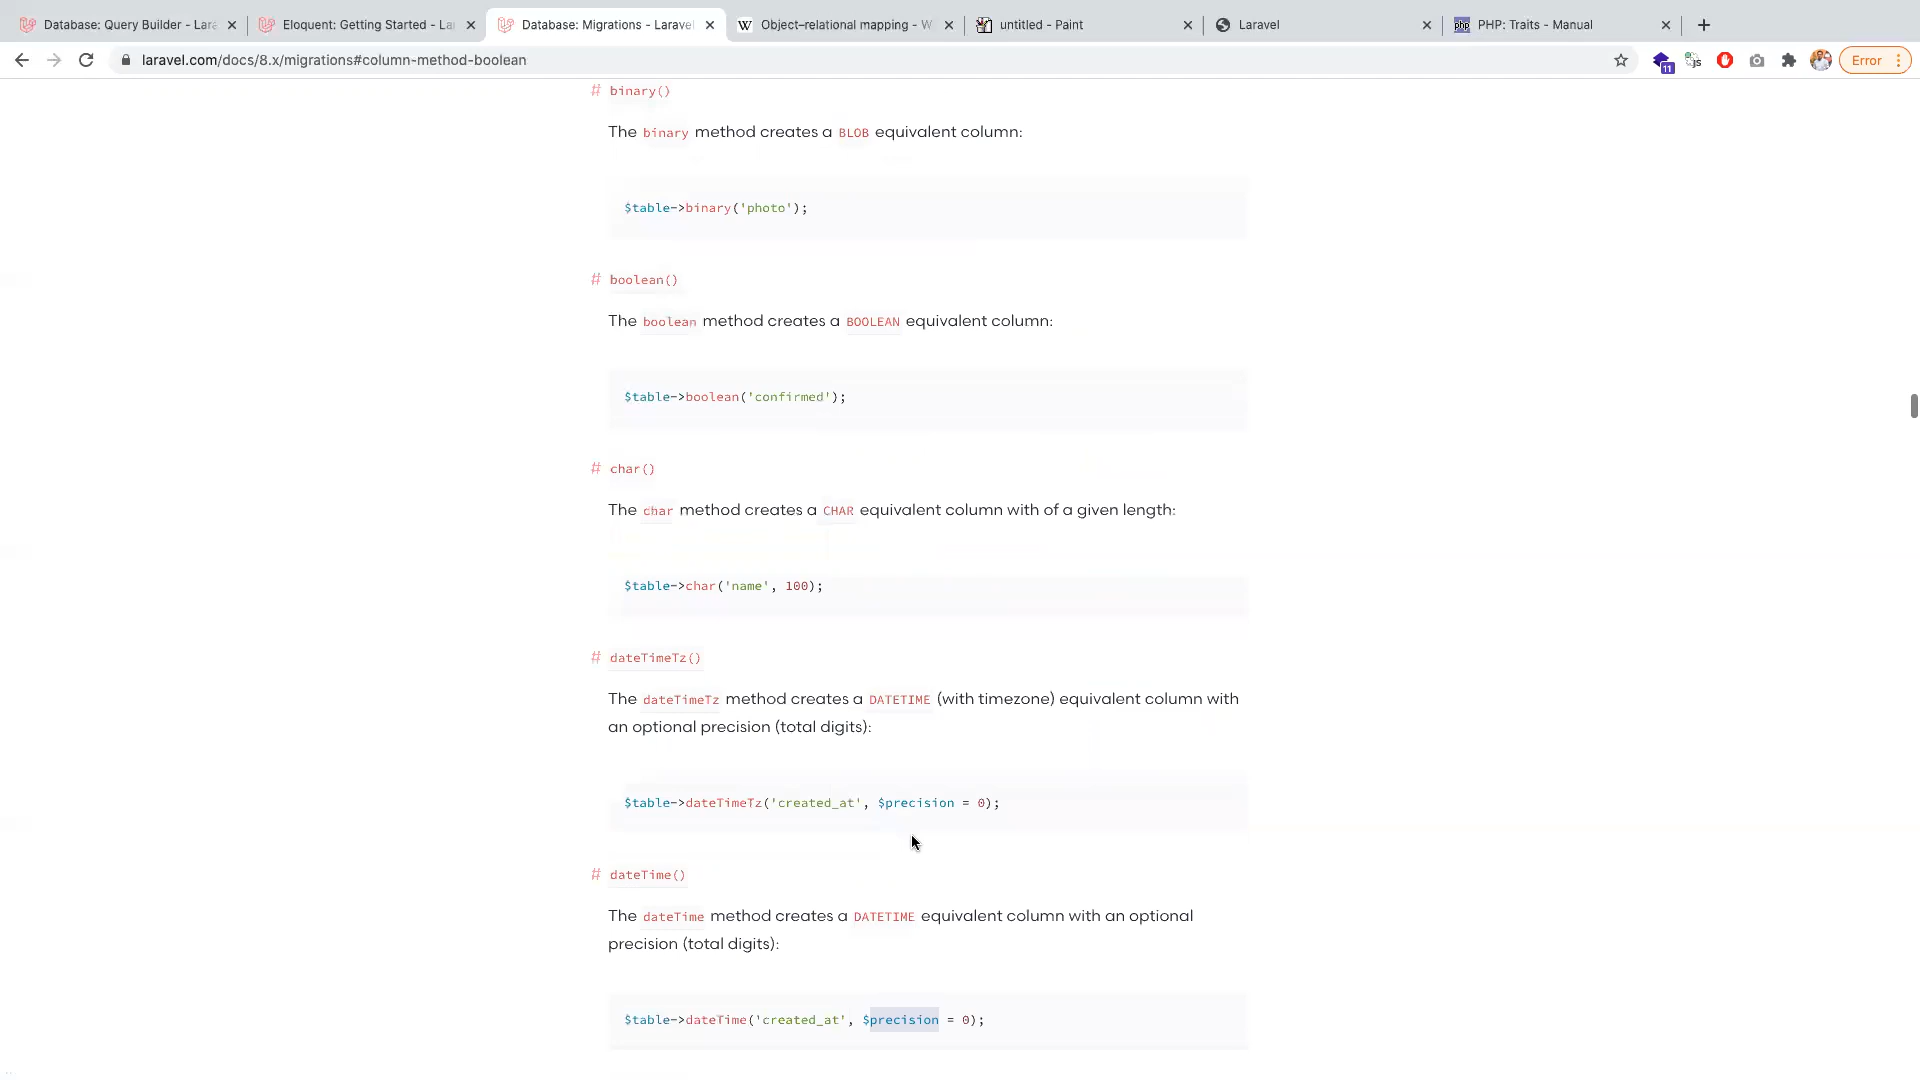 Database: Query Builder - Lara
Eloquent: Getting Started - La
Database: Migrations - Laravel
Object–relational mapping - W
untitled - Paint
Laravel
PHP: Traits - Manual
laravel.com/docs/8.x/migrations#column-method-boolean
11
Error
# binary()
The binary method creates a BLOB equivalent column:
$table->binary('photo');
# boolean()
The boolean method creates a BOOLEAN equivalent column:
$table->boolean('confirmed');
# char()
The char method creates a CHAR equivalent column with of a given length:
$table->char('name', 100);
# dateTimeTz()
The dateTimeTz method creates a DATETIME (with timezone) equivalent column with
an optional precision (total digits):
$table->dateTimeTz('created_at', $precision = 0);
# dateTime()
The dateTime method creates a DATETIME equivalent column with an optional
precision (total digits):
$table->dateTime('created_at', $precision = 0);